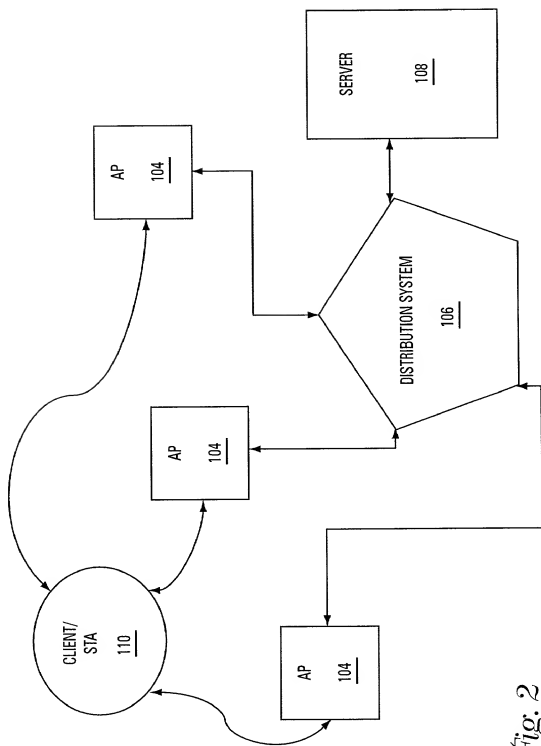 CLIENT/
STA
110
AP
104
AP
104
AP
104
DISTRIBUTION SYSTEM
106
SERVER
108
Fig. 2